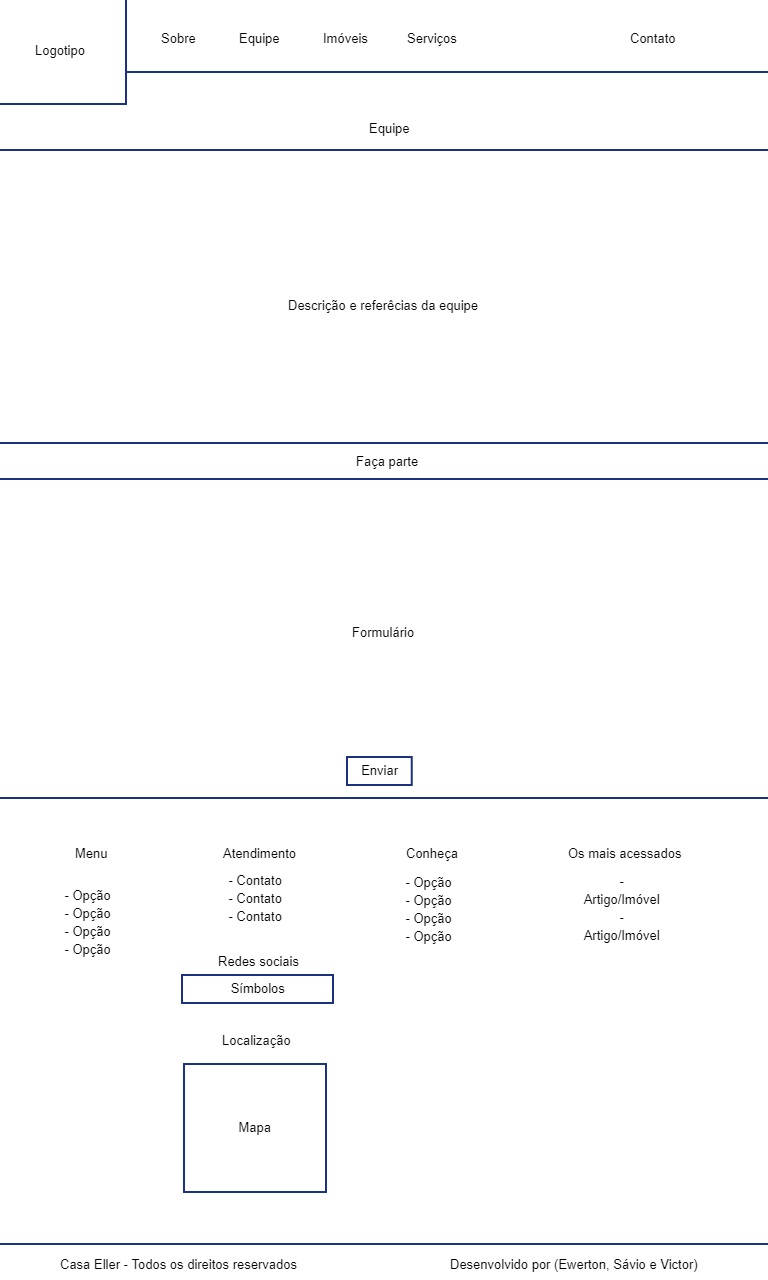 Logotipo
Sobre
Equipe
Imóveis
Serviços
Contato
Equipe
Descrição e referêcias da equipe
Faça parte
Formulário
Enviar
Menu
- Opção
- Opção
- Opção
- Opção
Atendimento
- Contato
- Contato
- Contato
Redes sociais
Símbolos
Localização
Mapa
Conheça
- Opção
- Opção
- Opção
- Opção
Os mais acessados
-
Artigo/Imóvel
-
Artigo/Imóvel
Casa Eller - Todos os direitos reservados
Desenvolvido por (Ewerton, Sávio e Victor)